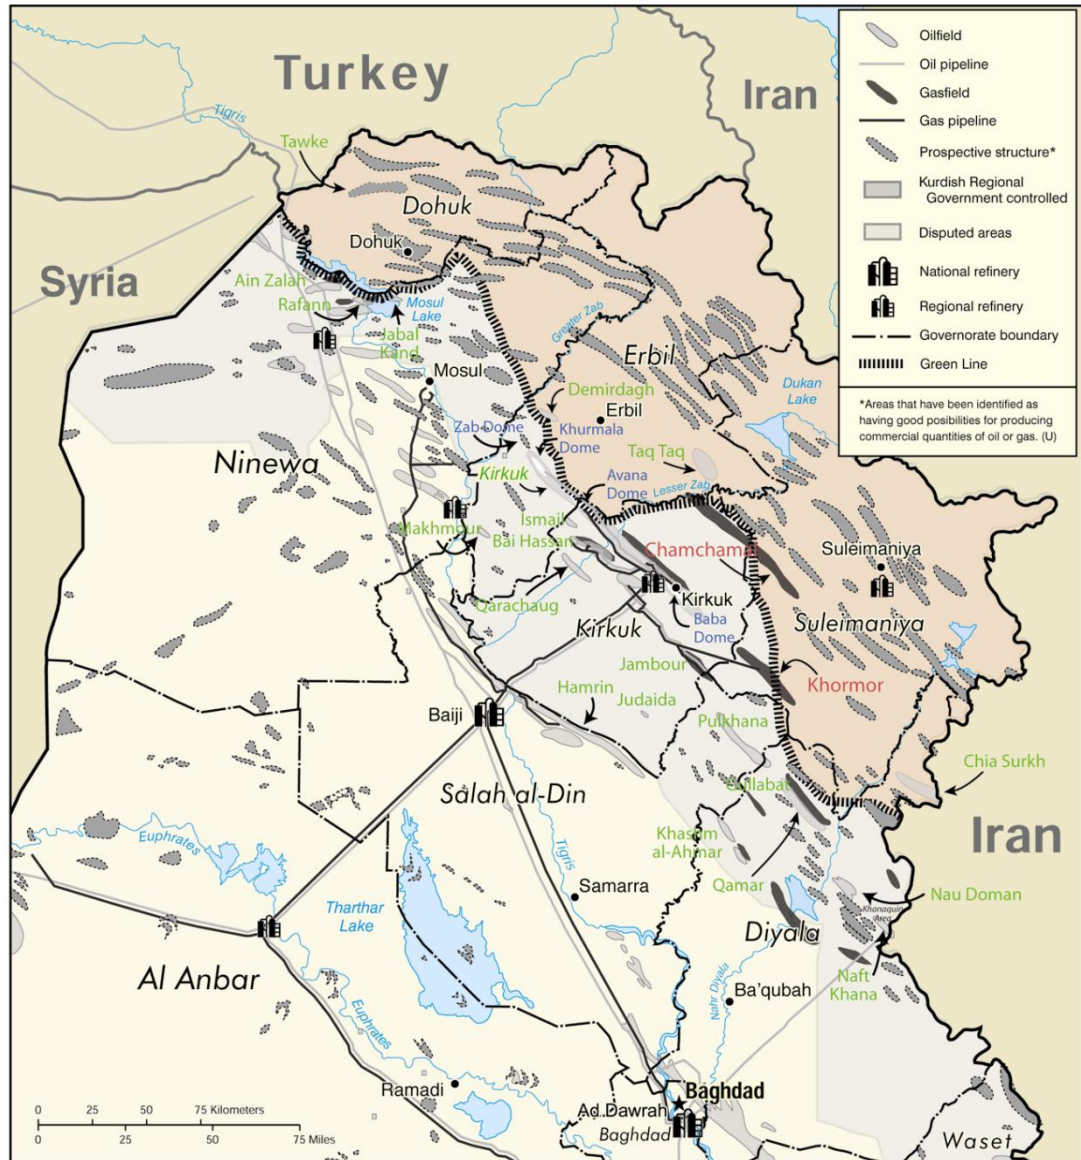 Turkey
Iran
Tigris
Tawke
Dohuk
Dohuk
Syria
Ain Zalah
Rafann
Mosul
Lake
Jabal
Kand
Mosul
Greater Zab
Erbil
Dukan
Lake
Demirdagh
Erbil
Zab Dome
Khurmala
Dome
Ninewa
Kirkuk
Taq Taq
Avana
Dome
Lesser Zab
Makhmour
Ismail
Bai Hassan
Chamchamal
Suleimaniya
Qarachaug
Kirkuk
Kirkuk
Baba
Dome
Suleimaniya
Jambour
Khormor
Hamrin
Judaida
Baiji
Pulkhana
Chia Surkh
Salah al-Din
Gullabat
Euphrates
Tigris
Khashm
al-Ahmar
Iran
Qamar
Samarra
Nau Doman
Tharthar
Lake
Khanaquin
Area
Diyala
Al Anbar
Naft
Khana
Nahr Diyala
Ba'qubah
Euphrates
Ramadi
Baghdad
Ad Dawrah
Baghdad
Waset
0 25 50 75 Kilometers
0 25 50 75 Miles
Oilfield
Oil pipeline
Gasfield
Gas pipeline
Prospective structure*
Kurdish Regional
Government controlled
Disputed areas
National refinery
Regional refinery
Governorate boundary
Green Line
*Areas that have been identified as
having good posibilities for producing
commercial quantities of oil or gas. (U)